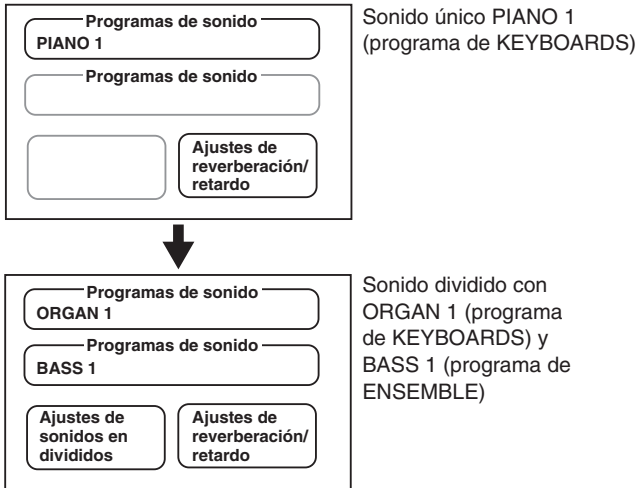 Programas de sonido
PIANO 1
Programas de sonido
Ajustes de
reverberación/
retardo
Sonido único PIANO 1
(programa de KEYBOARDS)
Programas de sonido
ORGAN 1
Programas de sonido
BASS 1
Ajustes de
sonidos en
divididos
Ajustes de
reverberación/
retardo
Sonido dividido con
ORGAN 1 (programa
de KEYBOARDS) y
BASS 1 (programa de
ENSEMBLE)